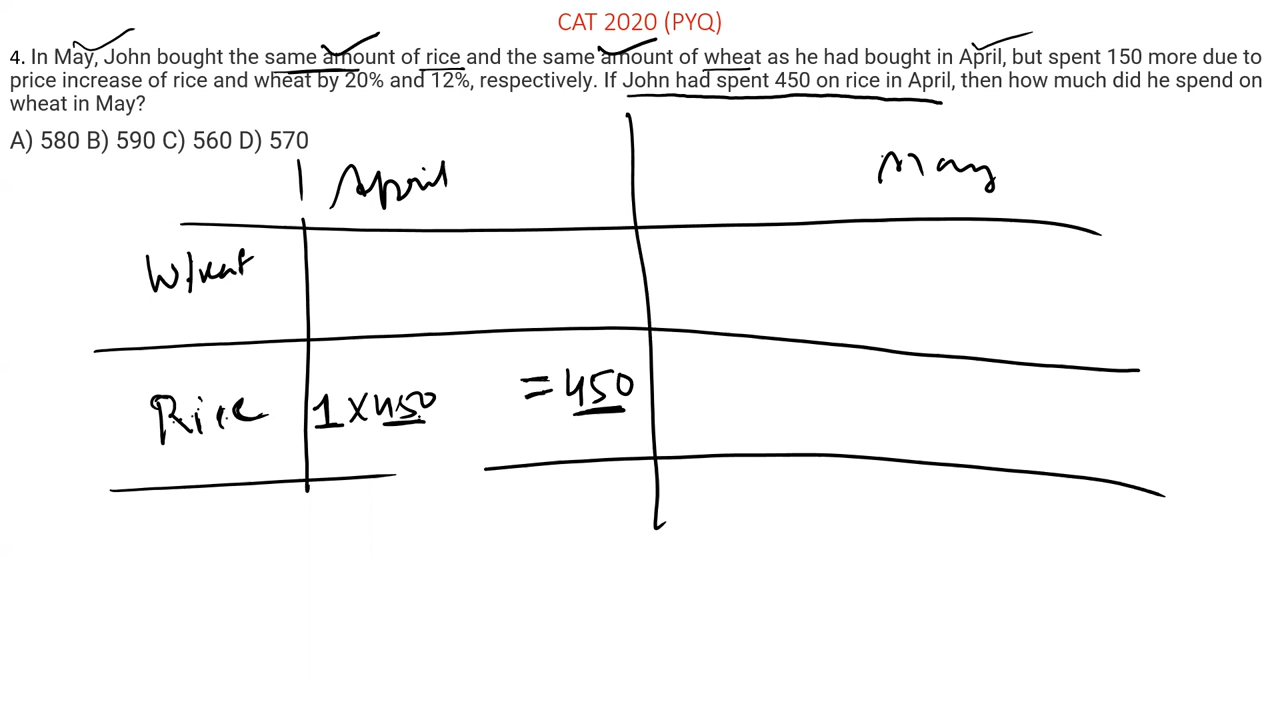 CAT 2020 (PYQ)
4. In May, John bought the same amount of rice and the same amount of wheat as he had bought in April, but spent 150 more due to
price increase of rice and wheat by 20% and 12%, respectively. If John had spent 450 on rice in April, then how much did he spend on
wheat in May?
A) 580 B) 590 C) 560 D) 570
April May
Wheat
Rice 1 × 450 = 450